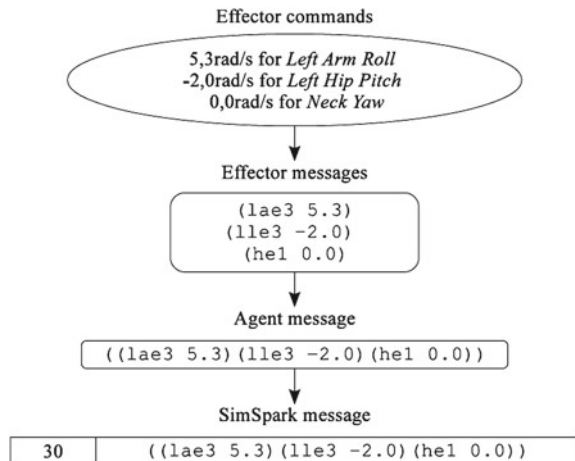 Effector commands
5,3rad/s for Left Arm Roll
-2,0rad/s for Left Hip Pitch
0,0rad/s for Neck Yaw
Effector messages
(lae3 5.3)
(lle3 −2.0)
(he1 0.0)
Agent message
((lae3 5.3)(lle3 −2.0)(he1 0.0))
SimSpark message
30 ((lae3 5.3)(lle3 −2.0)(he1 0.0))